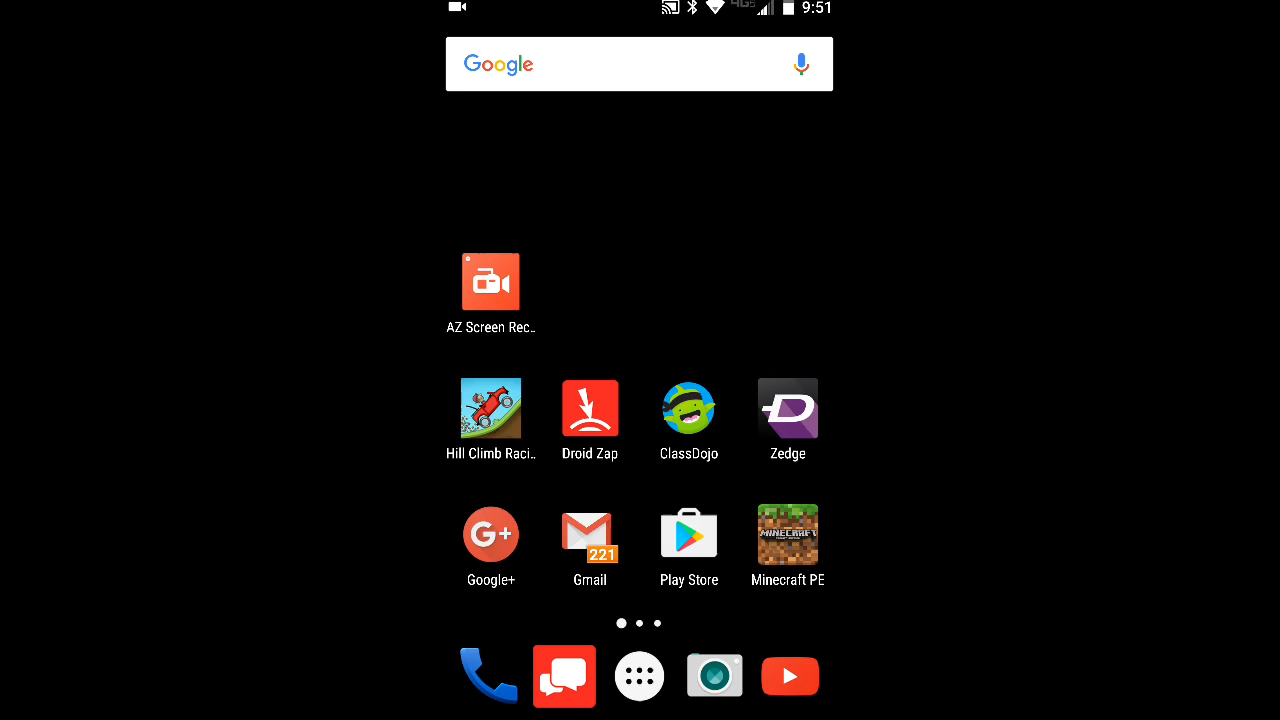 9:51
Google
AZ Screen Rec..
Hill Climb Raci..
Droid Zap
ClassDojo
Zedge
G+
221
MINECRAFT
Google+
Gmail
Play Store
Minecraft PE